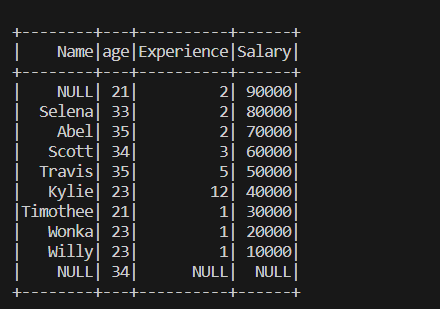 +--------+---+----------+------+
|    Name|age|Experience|Salary|
+--------+---+----------+------+
|    NULL| 21|         2| 90000|
|  Selena| 33|         2| 80000|
|    Abel| 35|         2| 70000|
|   Scott| 34|         3| 60000|
|  Travis| 35|         5| 50000|
|   Kylie| 23|        12| 40000|
|Timothee| 21|         1| 30000|
|   Wonka| 23|         1| 20000|
|   Willy| 23|         1| 10000|
|    NULL| 34|      NULL|  NULL|
+--------+---+----------+------+